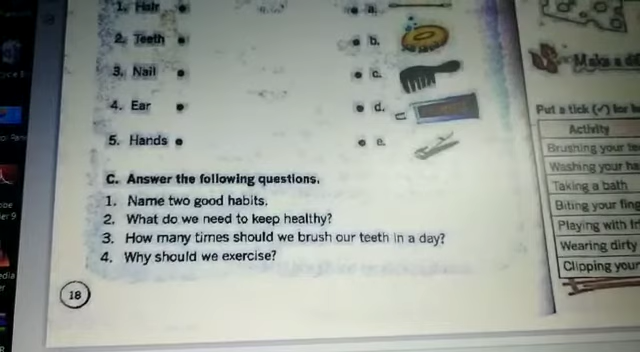 1. Hair
a.
2. Teeth
b.
3. Nail
c.
4. Ear
d.
5. Hands
e.
C. Answer the following questions.
1. Name two good habits.
2. What do we need to keep healthy?
3. How many times should we brush our teeth in a day?
4. Why should we exercise?
18
Make a
Put a tick (✓) for
Activity
Brushing your
Washing your
Taking a bath
Biting your
Playing with
Wearing dirty
Clipping your